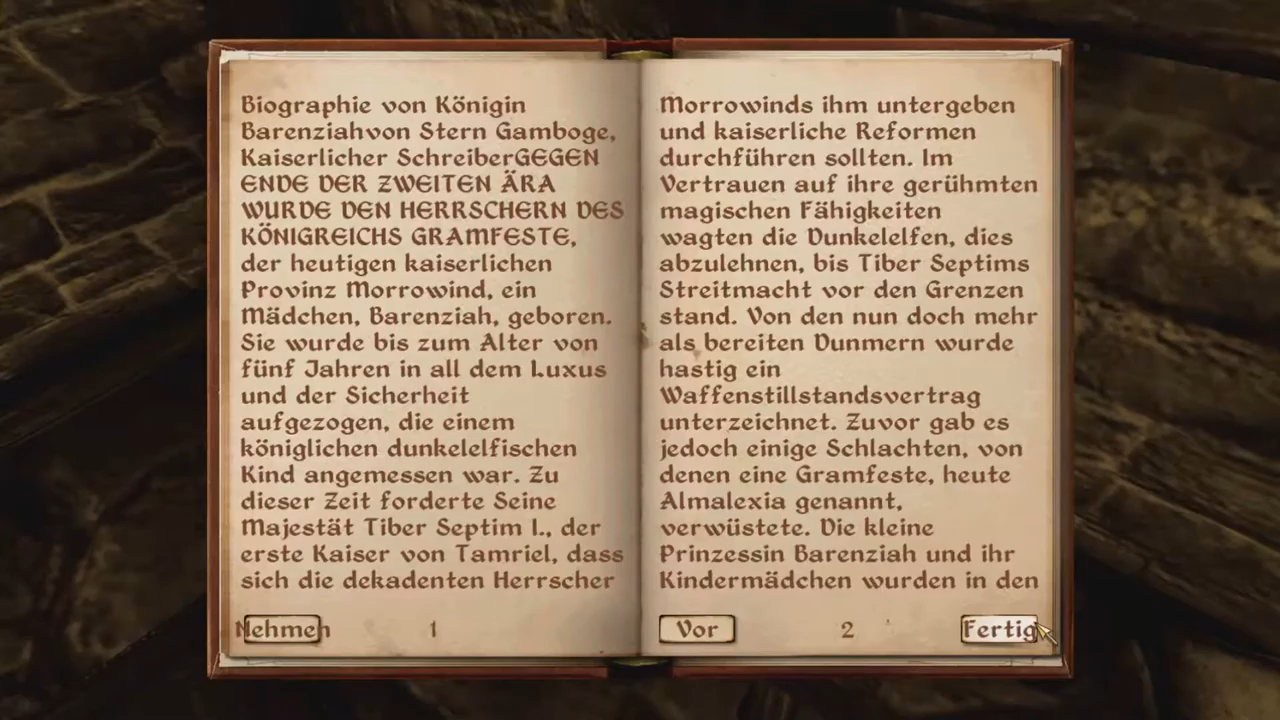 Biographie von Königin
Barenziahvon Stern Gamboge,
Kaiserlicher SchreiberGEGEN
ENDE DER ZWEITEN ÄRA
WURDE DEN HERRSCHERN DES
KÖNIGREICHS GRAMFESTE,
der heutigen kaiserlichen
Provinz Morrowind, ein
Mädchen, Barenziah, geboren.
Sie wurde bis zum Alter von
fünf Jahren in all dem Luxus
und der Sicherheit
aufgezogen, die einem
königlichen dunkelelfischen
Kind angemessen war. Zu
dieser Zeit forderte Seine
Majestät Tiber Septim I., der
erste Kaiser von Tamriel, dass
sich die dekadenten Herrscher
Nehmen
1
Morrowinds ihm untergeben
und kaiserliche Reformen
durchführen sollten. Im
Vertrauen auf ihre gerühmten
magischen Fähigkeiten
wagten die Dunkelelfen, dies
abzulehnen, bis Tiber Septims
Streitmacht vor den Grenzen
stand. Von den nun doch mehr
als bereiten Dunmern wurde
hastig ein
Waffenstillstandsvertrag
unterzeichnet. Zuvor gab es
jedoch einige Schlachten, von
denen eine Gramfeste, heute
Almalexia genannt,
verwüstete. Die kleine
Prinzessin Barenziah und ihr
Kindermädchen wurden in den
Vor
2
Fertig